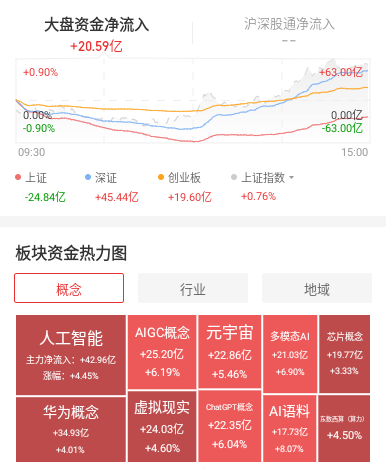 大盘资金净流入
沪深股通净流入
+20.59亿
--
+0.90%
+63.00亿
0.00%
0.00亿
-0.90%
-63.00亿
09:30
15:00
上证
深证
创业板
上证指数
-24.84亿
+45.44亿
+19.60亿
+0.76%
板块资金热力图
概念
行业
地域
人工智能
主力净流入：+42.96亿
涨幅：+4.45%
AIGC概念
+25.20亿
+6.19%
元宇宙
+22.86亿
+5.46%
多模态AI
+21.03亿
+6.90%
芯片概念
+19.77亿
+3.33%
华为概念
+34.93亿
+4.01%
虚拟现实
+24.03亿
+4.60%
ChatGPT概念
+22.35亿
+6.04%
AI语料
+17.73亿
+8.07%
东数西算（算力）
+4.50%